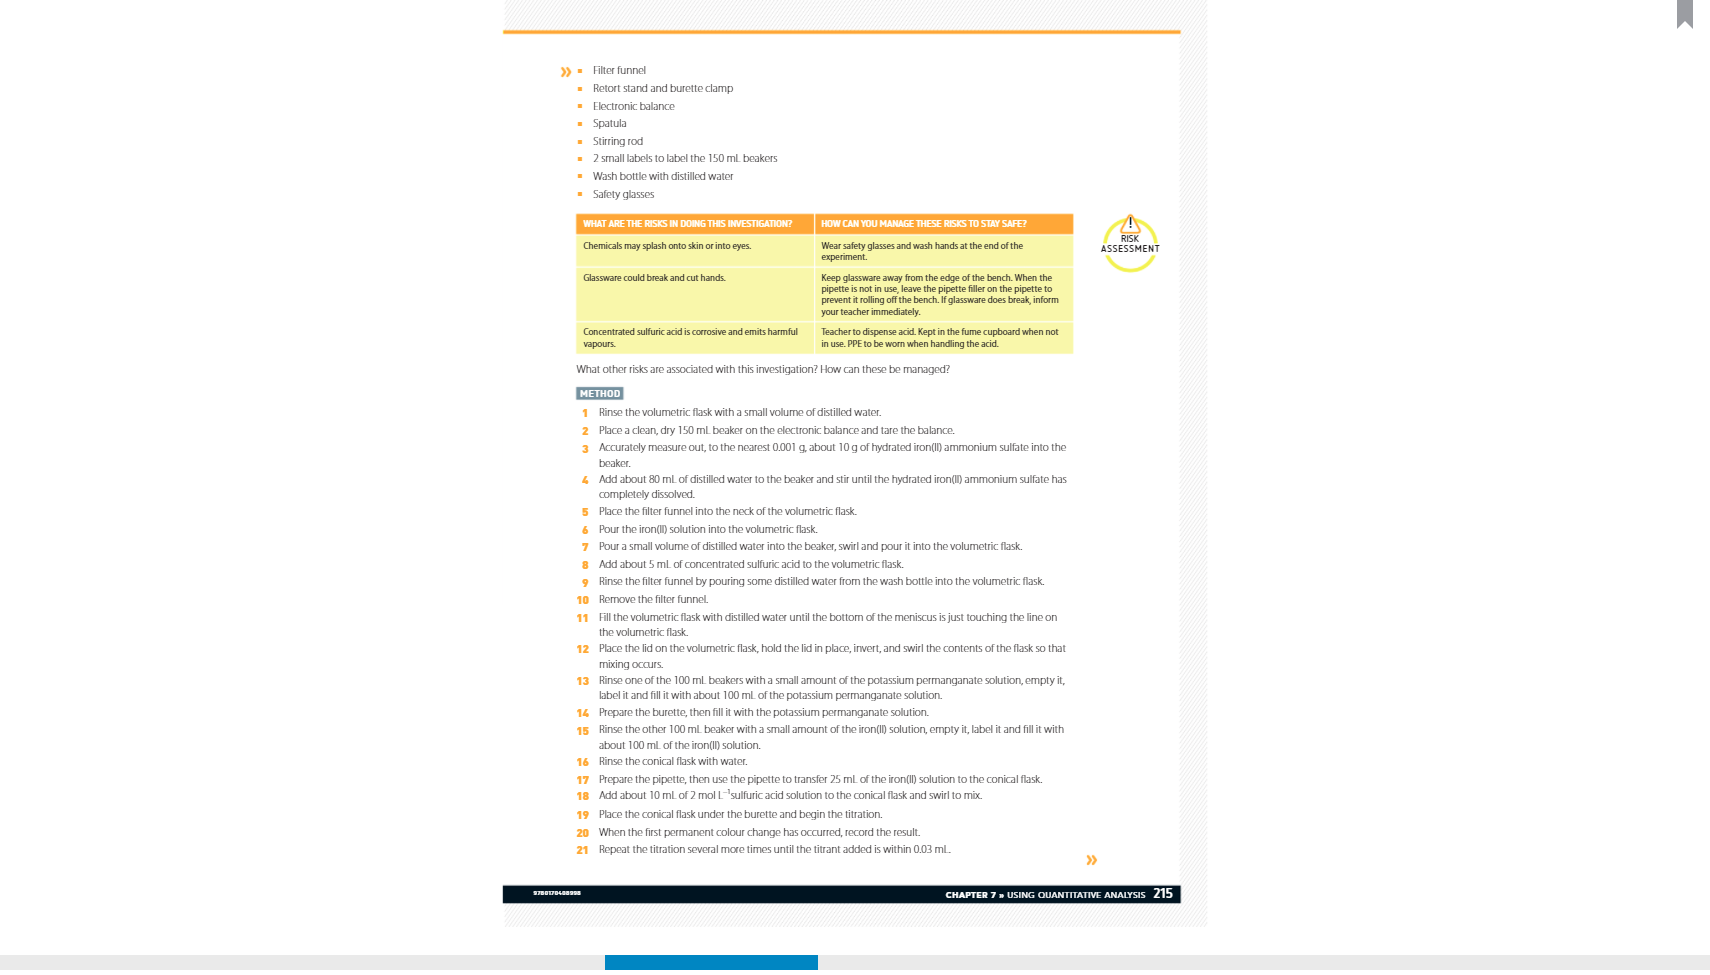 » ▪ Filter funnel
▪ Retort stand and burette clamp
▪ Electronic balance
▪ Spatula
▪ Stirring rod
▪ 2 small labels to label the 150 mL beakers
▪ Wash bottle with distilled water
▪ Safety glasses
WHAT ARE THE RISKS IN DOING THIS INVESTIGATION? HOW CAN YOU MANAGE THESE RISKS TO STAY SAFE?
Chemicals may splash onto skin or into eyes. Wear safety glasses and wash hands at the end of the
experiment.
Glassware could break and cut hands. Keep glassware away from the edge of the bench. When the
pipette is not in use, leave the pipette filler on the pipette to
prevent it rolling off the bench. If glassware does break, inform
your teacher immediately.
Concentrated sulfuric acid is corrosive and emits harmful
vapours.
Teacher to dispense acid. Kept in the fume cupboard when not
in use. PPE to be worn when handling the acid.
!
RISK
ASSESSMENT
What other risks are associated with this investigation? How can these be managed?
METHOD
1 Rinse the volumetric flask with a small volume of distilled water.
2 Place a clean, dry 150 mL beaker on the electronic balance and tare the balance.
3 Accurately measure out, to the nearest 0.001 g, about 10 g of hydrated iron(II) ammonium sulfate into the
beaker.
4 Add about 80 mL of distilled water to the beaker and stir until the hydrated iron(II) ammonium sulfate has
completely dissolved.
5 Place the filter funnel into the neck of the volumetric flask.
6 Pour the iron(II) solution into the volumetric flask.
7 Pour a small volume of distilled water into the beaker, swirl and pour it into the volumetric flask.
8 Add about 5 mL of concentrated sulfuric acid to the volumetric flask.
9 Rinse the filter funnel by pouring some distilled water from the wash bottle into the volumetric flask.
10 Remove the filter funnel.
11 Fill the volumetric flask with distilled water until the bottom of the meniscus is just touching the line on
the volumetric flask.
12 Place the lid on the volumetric flask, hold the lid in place, invert, and swirl the contents of the flask so that
mixing occurs.
13 Rinse one of the 100 mL beakers with a small amount of the potassium permanganate solution, empty it,
label it and fill it with about 100 mL of the potassium permanganate solution.
14 Prepare the burette, then fill it with the potassium permanganate solution.
15 Rinse the other 100 mL beaker with a small amount of the iron(II) solution, empty it, label it and fill it with
about 100 mL of the iron(II) solution.
16 Rinse the conical flask with water.
17 Prepare the pipette, then use the pipette to transfer 25 mL of the iron(II) solution to the conical flask.
18 Add about 10 mL of 2 mol L⁻¹sulfuric acid solution to the conical flask and swirl to mix.
19 Place the conical flask under the burette and begin the titration.
20 When the first permanent colour change has occurred, record the result.
21 Repeat the titration several more times until the titrant added is within 0.03 mL.
»
9780170408998 CHAPTER 7 » USING QUANTITATIVE ANALYSIS 215